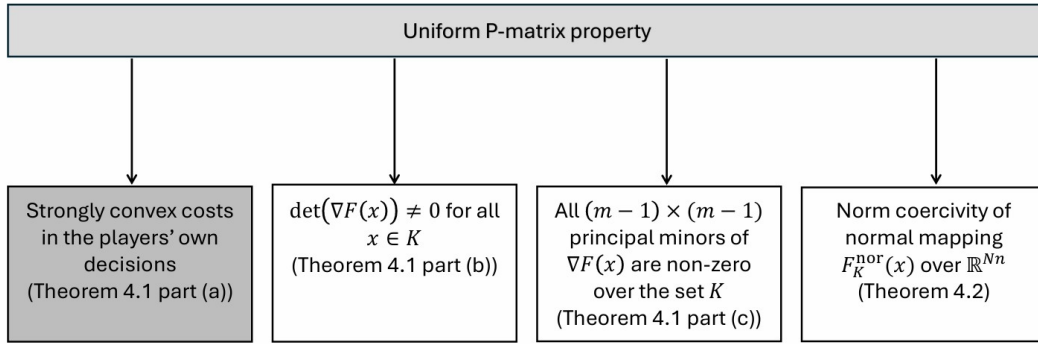 Uniform P-matrix property
Strongly convex costs
in the players’ own
decisions
(Theorem 4.1 part (a))
det(∇F(x)) ≠ 0 for all
x ∈ K
(Theorem 4.1 part (b))
All (m − 1) × (m − 1)
principal minors of
∇F(x) are non-zero
over the set K
(Theorem 4.1 part (c))
Norm coercivity of
normal mapping
F_K^nor(x) over ℝ^Nn
(Theorem 4.2)